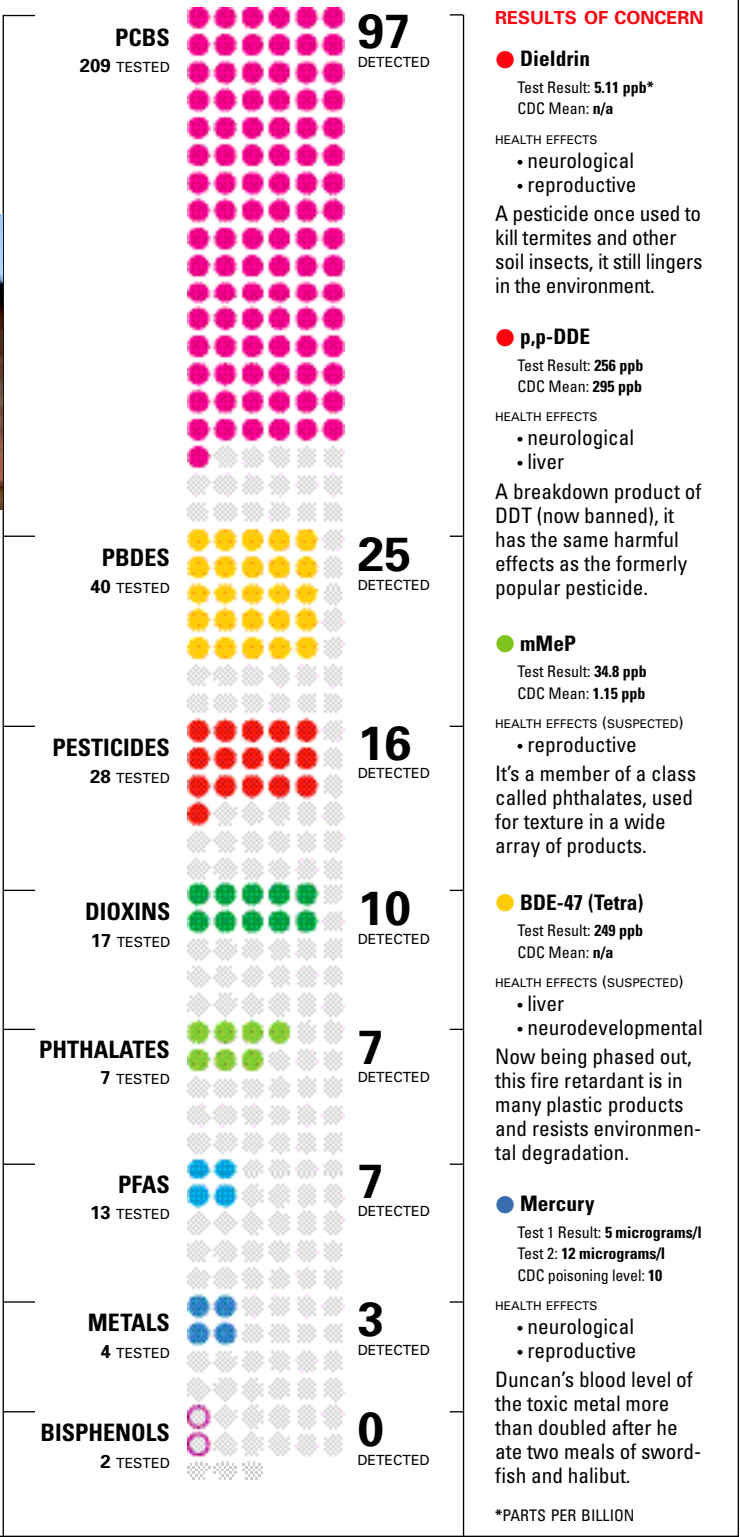 PCBS
209 TESTED
97
DETECTED
PBDES
40 TESTED
25
DETECTED
PESTICIDES
28 TESTED
16
DETECTED
DIOXINS
17 TESTED
10
DETECTED
PHTHALATES
7 TESTED
7
DETECTED
PFAS
13 TESTED
7
DETECTED
METALS
4 TESTED
3
DETECTED
BISPHENOLS
2 TESTED
0
DETECTED
RESULTS OF CONCERN
Dieldrin
Test Result: 5.11 ppb*
CDC Mean: n/a
HEALTH EFFECTS
• neurological
• reproductive
A pesticide once used to
kill termites and other
soil insects, it still lingers
in the environment.
p,p-DDE
Test Result: 256 ppb
CDC Mean: 295 ppb
HEALTH EFFECTS
• neurological
• liver
A breakdown product of
DDT (now banned), it
has the same harmful
effects as the formerly
popular pesticide.
mMeP
Test Result: 34.8 ppb
CDC Mean: 1.15 ppb
HEALTH EFFECTS (SUSPECTED)
• reproductive
It's a member of a class
called phthalates, used
for texture in a wide
array of products.
BDE-47 (Tetra)
Test Result: 249 ppb
CDC Mean: n/a
HEALTH EFFECTS (SUSPECTED)
• liver
• neurodevelopmental
Now being phased out,
this fire retardant is in
many plastic products
and resists environmen-
tal degradation.
Mercury
Test 1 Result: 5 micrograms/l
Test 2: 12 micrograms/l
CDC poisoning level: 10
HEALTH EFFECTS
• neurological
• reproductive
Duncan's blood level of
the toxic metal more
than doubled after he
ate two meals of sword-
fish and halibut.
*PARTS PER BILLION